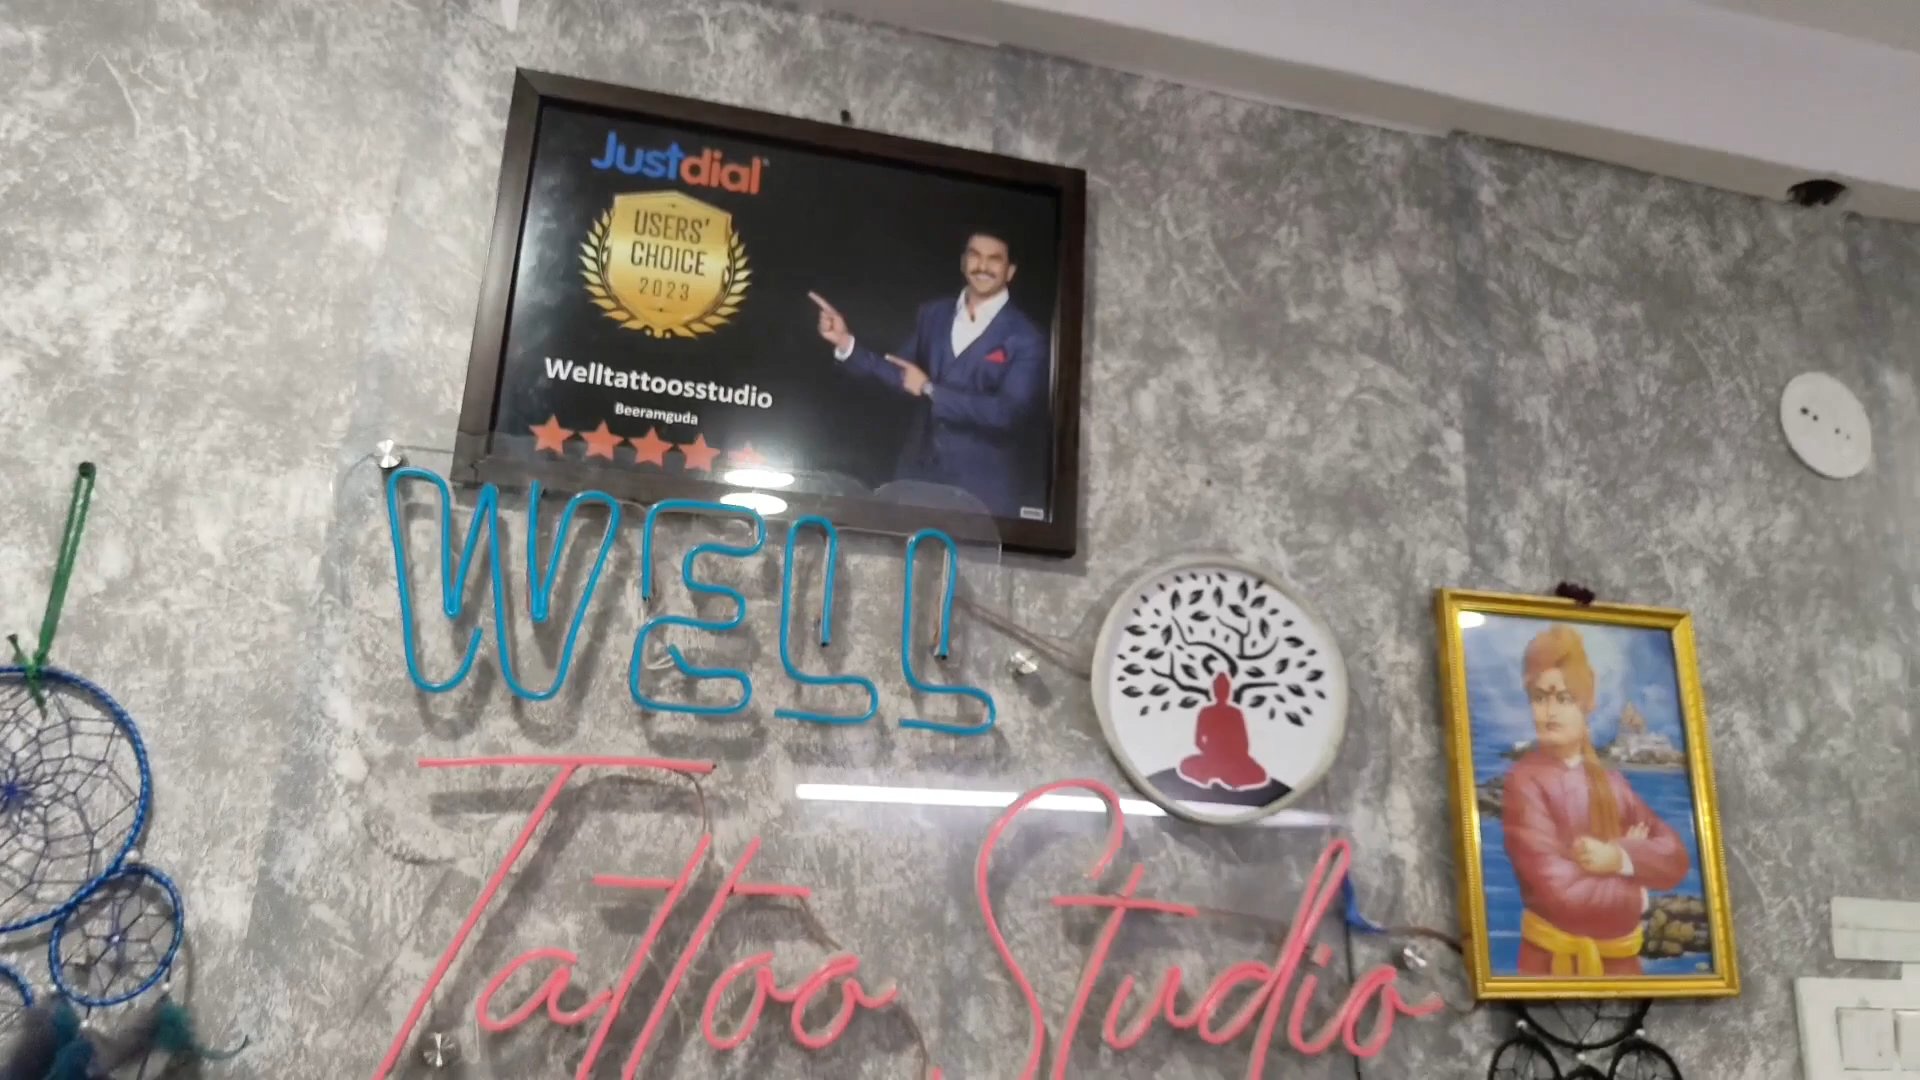 Justdial
USERS'
CHOICE
2023
Welltattoosstudio
Beeramguda
WELL
Tattoo Studio